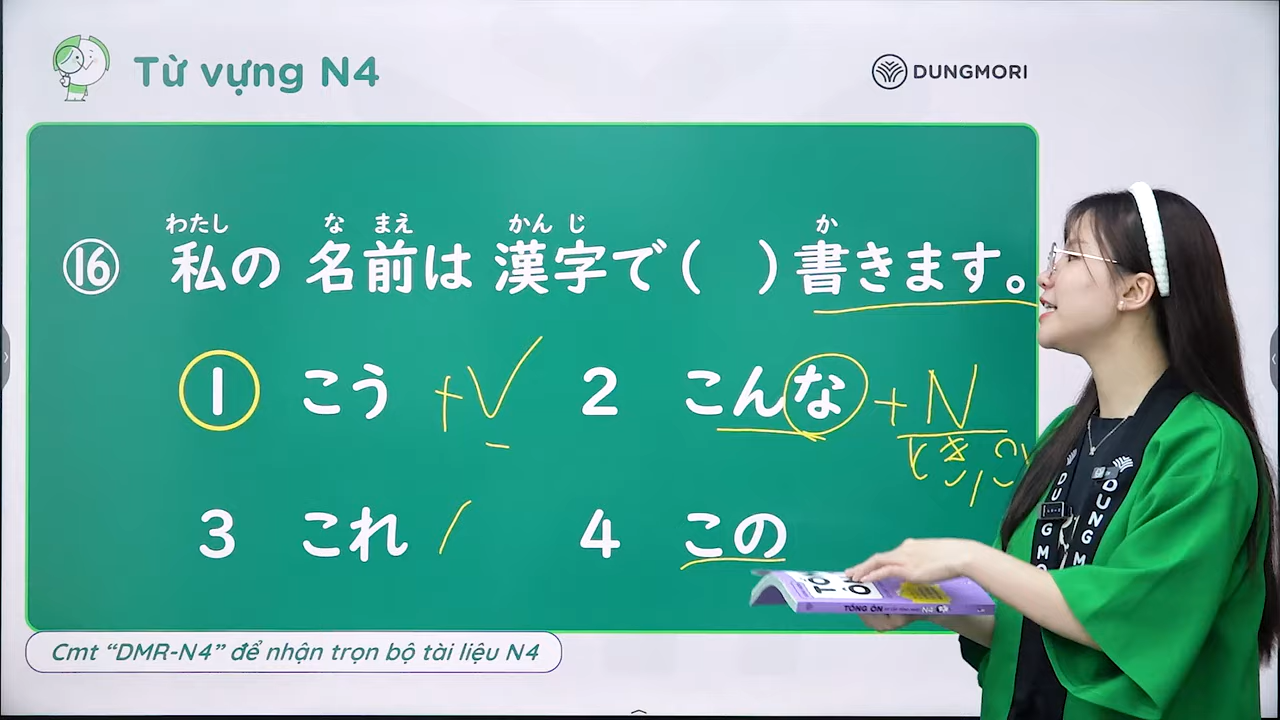 Từ vựng N4
DUNGMORI
わたし な まえ かん じ か
⑯ 私の 名前は 漢字で( )書きます。
1 こう +V 2 こんな +N
とき
3 これ 4 この
TỔNG ÔN N4
Cmt “DMR-N4” để nhận trọn bộ tài liệu N4